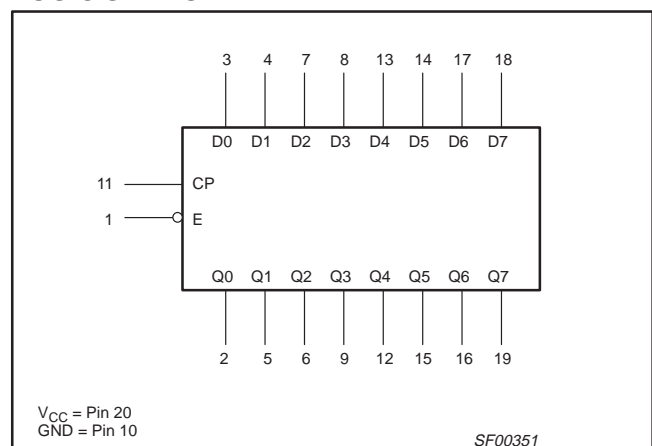 3 4 7 8 13 14 17 18
D0 D1 D2 D3 D4 D5 D6 D7
11 CP
1 E
Q0 Q1 Q2 Q3 Q4 Q5 Q6 Q7
2 5 6 9 12 15 16 19
VCC = Pin 20
GND = Pin 10
SF00351